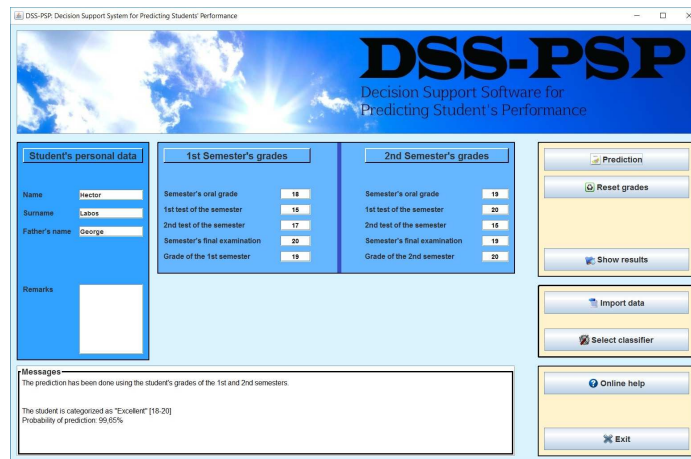 DSS-PSP: Decision Support System for Predicting Students' Performance
DSS-PSP
Decision Support Software for
Predicting Student's Performance
Student's personal data
Name Hector
Surname Labos
Father's name George
Remarks
1st Semester's grades
Semester's oral grade 18
1st test of the semester 15
2nd test of the semester 17
Semester's final examination 20
Grade of the 1st semester 19
2nd Semester's grades
Semester's oral grade 19
1st test of the semester 20
2nd test of the semester 15
Semester's final examination 19
Grade of the 2nd semester 20
Prediction
Reset grades
Show results
Import data
Select classifier
Online help
Exit
Messages
The prediction has been done using the student's grades of the 1st and 2nd semesters.
The student is categorized as "Excellent" [18-20]
Probability of prediction: 99,65%